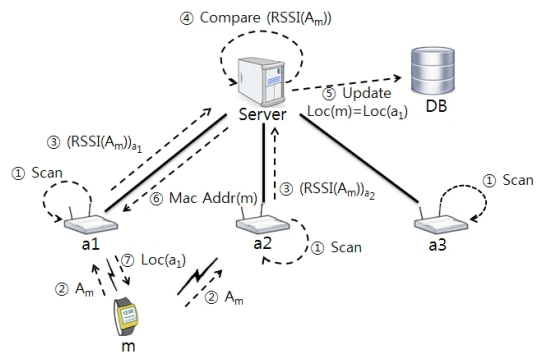 ④ Compare (RSSI(Aₘ))
⑤ Update
Loc(m)=Loc(a₁)
DB
Server
③ (RSSI(Aₘ))ₐ₁
① Scan
⑥ Mac Addr(m)
③ (RSSI(Aₘ))ₐ₂
① Scan
a1
a2
① Scan
a3
⑦ Loc(a₁)
② Aₘ
② Aₘ
m